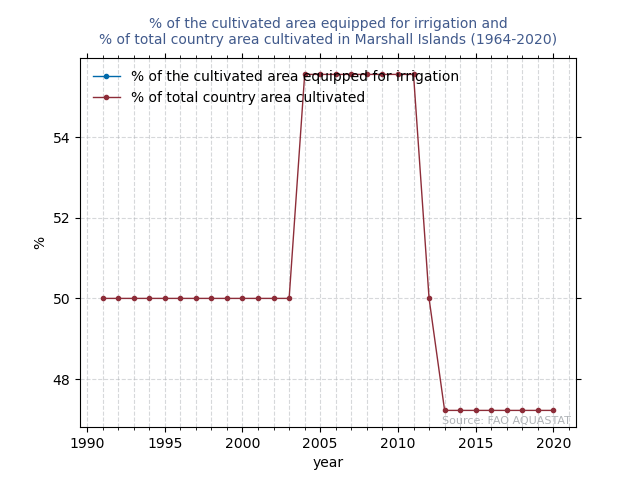 % of the cultivated area equipped for irrigation and
% of total country area cultivated in Marshall Islands (1964-2020)
% of the cultivated area equipped for irrigation
% of total country area cultivated
54
52
50
48
%
Source: FAO AQUASTAT
1990 1995 2000 2005 2010 2015 2020
year